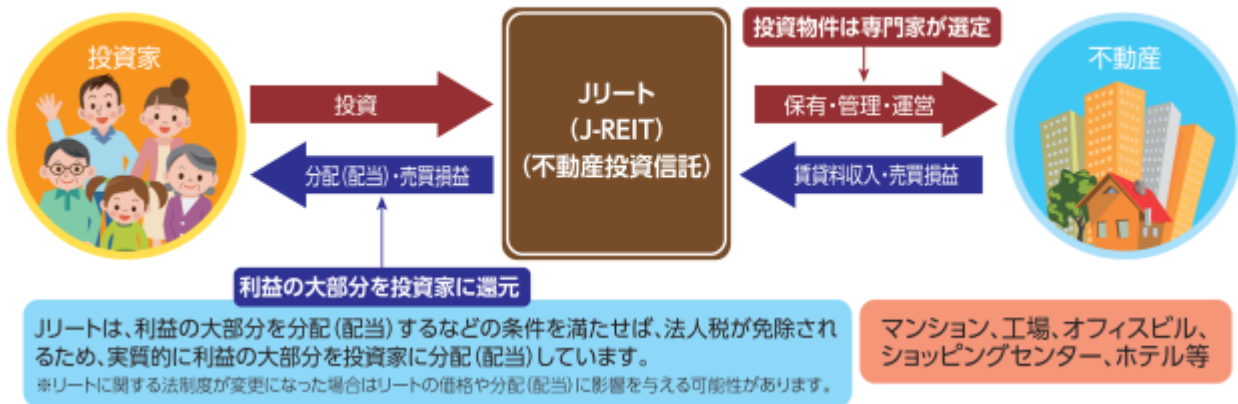 投資家
投資
分配(配当)・売買損益
利益の大部分を投資家に還元
Jリート
(J-REIT)
(不動産投資信託)
投資物件は専門家が選定
保有・管理・運営
賃貸料収入・売買損益
不動産
Jリートは、利益の大部分を分配(配当)するなどの条件を満たせば、法人税が免除され
るため、実質的に利益の大部分を投資家に分配(配当)しています。
※リートに関する法制度が変更になった場合はリートの価格や分配(配当)に影響を与える可能性があります。
マンション、工場、オフィスビル、
ショッピングセンター、ホテル等